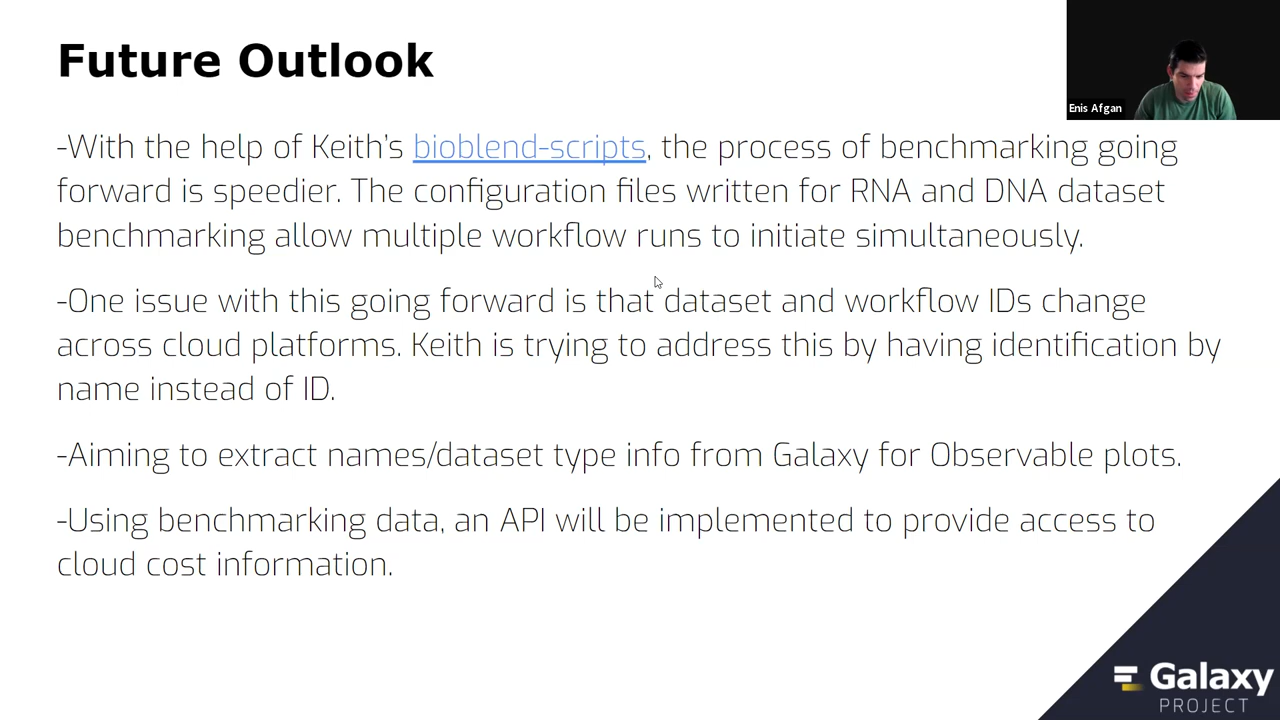 Future Outlook
Enis Afgan
-With the help of Keith's bioblend-scripts, the process of benchmarking going
forward is speedier. The configuration files written for RNA and DNA dataset
benchmarking allow multiple workflow runs to initiate simultaneously.
-One issue with this going forward is that dataset and workflow IDs change
across cloud platforms. Keith is trying to address this by having identification by
name instead of ID.
-Aiming to extract names/dataset type info from Galaxy for Observable plots.
-Using benchmarking data, an API will be implemented to provide access to
cloud cost information.
Galaxy
PROJECT